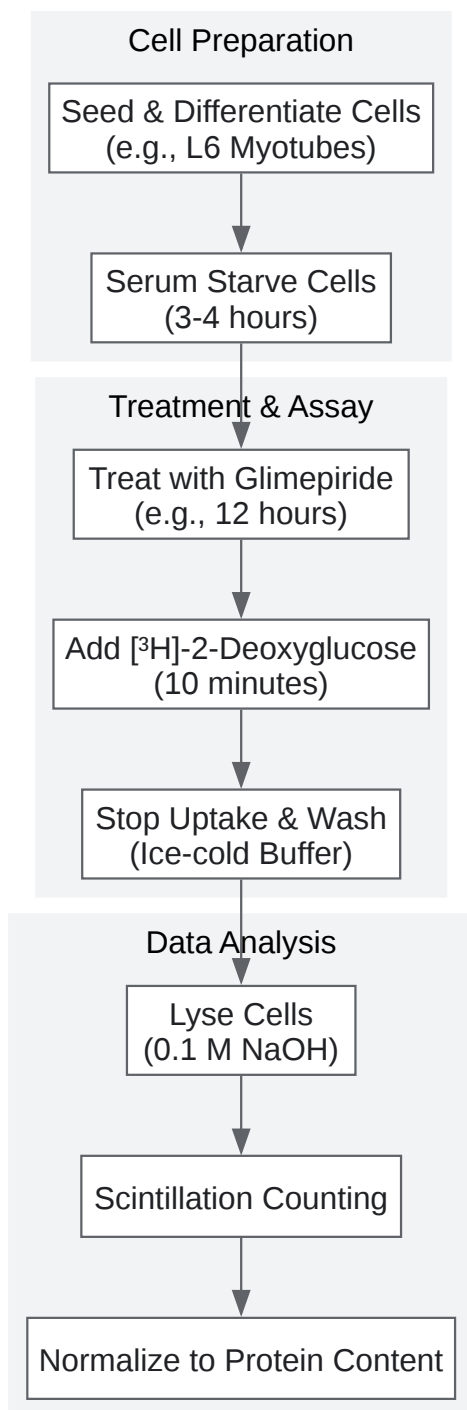 Cell Preparation
Seed & Differentiate Cells
(e.g., L6 Myotubes)
Serum Starve Cells
(3-4 hours)
Treatment & Assay
Treat with Glimepiride
(e.g., 12 hours)
Add [³H]-2-Deoxyglucose
(10 minutes)
Stop Uptake & Wash
(Ice-cold Buffer)
Data Analysis
Lyse Cells
(0.1 M NaOH)
Scintillation Counting
Normalize to Protein Content